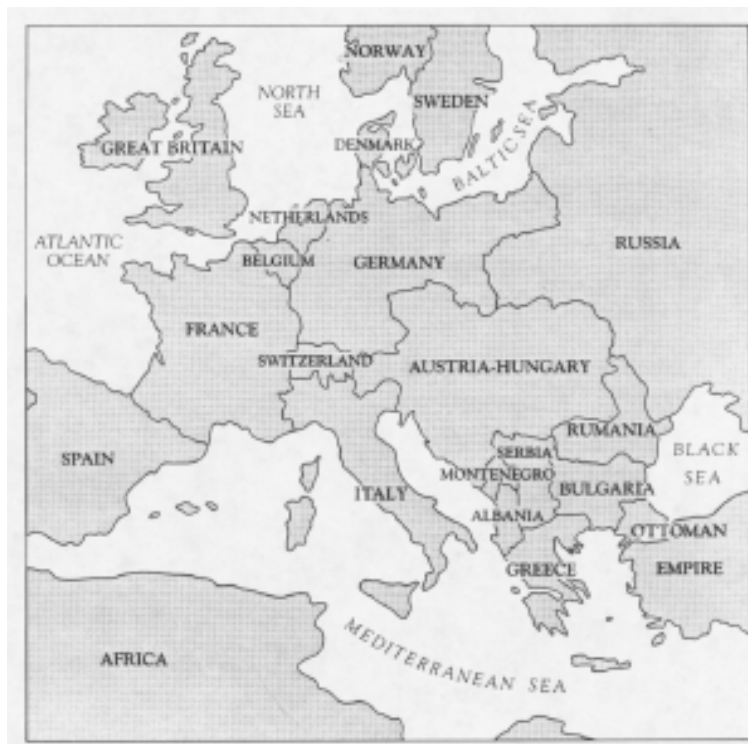 NORWAY
NORTH
SEA
SWEDEN
BALTIC SEA
DENMARK
GREAT BRITAIN
NETHERLANDS
ATLANTIC
OCEAN
BELGIUM
GERMANY
RUSSIA
FRANCE
SWITZERLAND
AUSTRIA-HUNGARY
RUMANIA
BLACK
SEA
SERBIA
SPAIN
MONTENEGRO
ITALY
BULGARIA
ALBANIA
OTTOMAN
EMPIRE
GREECE
AFRICA
MEDITERRANEAN SEA